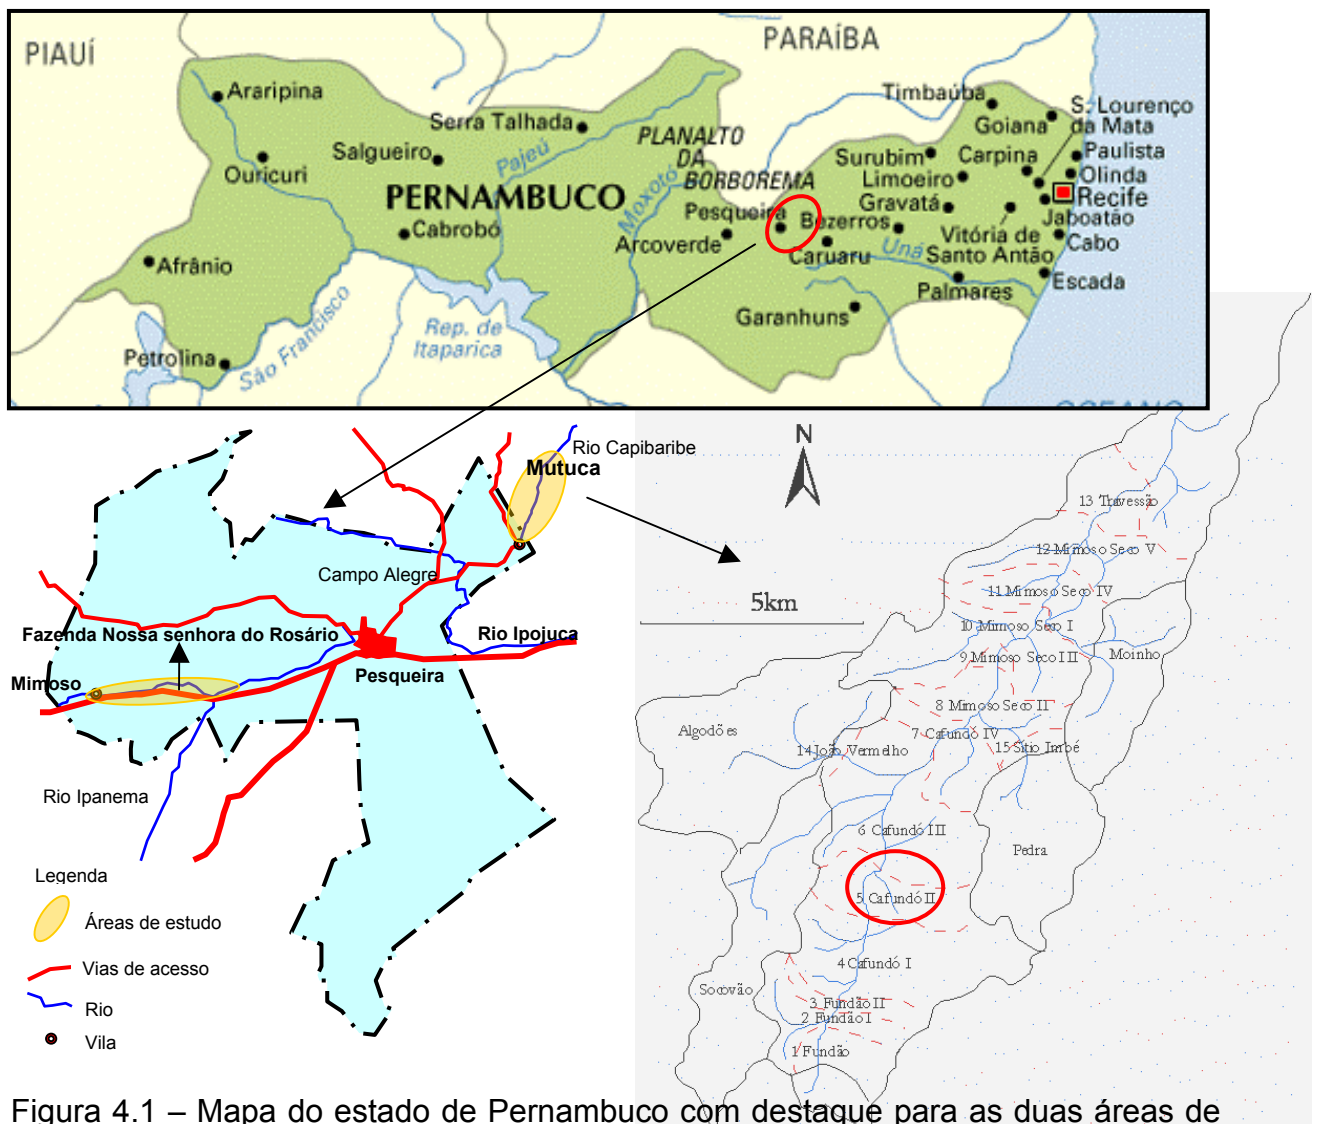 PIAUÍ
PARAÍBA
Araripina
Timbaúba
S. Lourenço
da Mata
Serra Talhada
Goiana
PLANALTO
DA
BORBOREMA
Salgueiro
Pajeú
Surubim
Carpina
Paulista
Ouricuri
Limoeiro
Olinda
PERNAMBUCO
Moxotó
Gravatá
Recife
Pesqueira
Bezerros
Jaboatão
Cabrobó
Arcoverde
Vitória de
Santo Antão
Cabo
Caruaru
Uná
Afrânio
Palmares
Escada
São Francisco
Rep. de
Itaparica
Garanhuns
Petrolina
OCEANO
Rio Capibaribe
Mutuca
N
Campo Alegre
5km
Fazenda Nossa senhora do Rosário
Rio Ipojuca
Mimoso
Pesqueira
Rio Ipanema
13 Travessão
12 Mimoso Seco V
11 Mimoso Seco IV
10 Mimoso Seco I
9 Mimoso Seco III
Moinho
8 Mimoso Seco II
Algodões
7 Cafundó IV
14 João Vermelho
15 Sítio Imbé
6 Cafundó III
Pedra
5 Cafundó II
4 Cafundó I
Socovão
3 Fundão II
2 Fundão I
1 Fundão
Legenda
Áreas de estudo
Vias de acesso
Rio
Vila
Figura 4.1 – Mapa do estado de Pernambuco com destaque para as duas áreas de